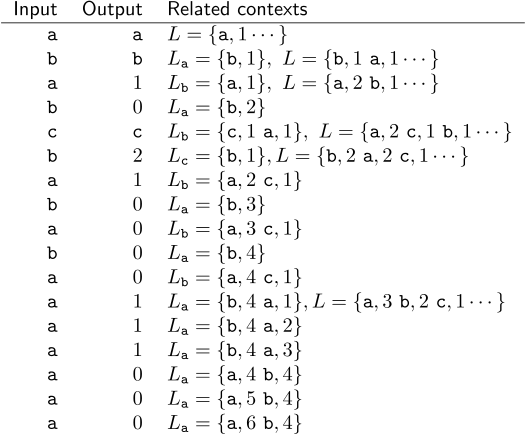 Input Output Related contexts
a a L = {a, 1 ⋯}
b b L_a = {b, 1}, L = {b, 1 a, 1 ⋯}
a 1 L_b = {a, 1}, L = {a, 2 b, 1 ⋯}
b 0 L_a = {b, 2}
c c L_b = {c, 1 a, 1}, L = {a, 2 c, 1 b, 1 ⋯}
b 2 L_c = {b, 1}, L = {b, 2 a, 2 c, 1 ⋯}
a 1 L_b = {a, 2 c, 1}
b 0 L_a = {b, 3}
a 0 L_b = {a, 3 c, 1}
b 0 L_a = {b, 4}
a 0 L_b = {a, 4 c, 1}
a 1 L_a = {b, 4 a, 1}, L = {a, 3 b, 2 c, 1 ⋯}
a 1 L_a = {b, 4 a, 2}
a 1 L_a = {b, 4 a, 3}
a 0 L_a = {a, 4 b, 4}
a 0 L_a = {a, 5 b, 4}
a 0 L_a = {a, 6 b, 4}